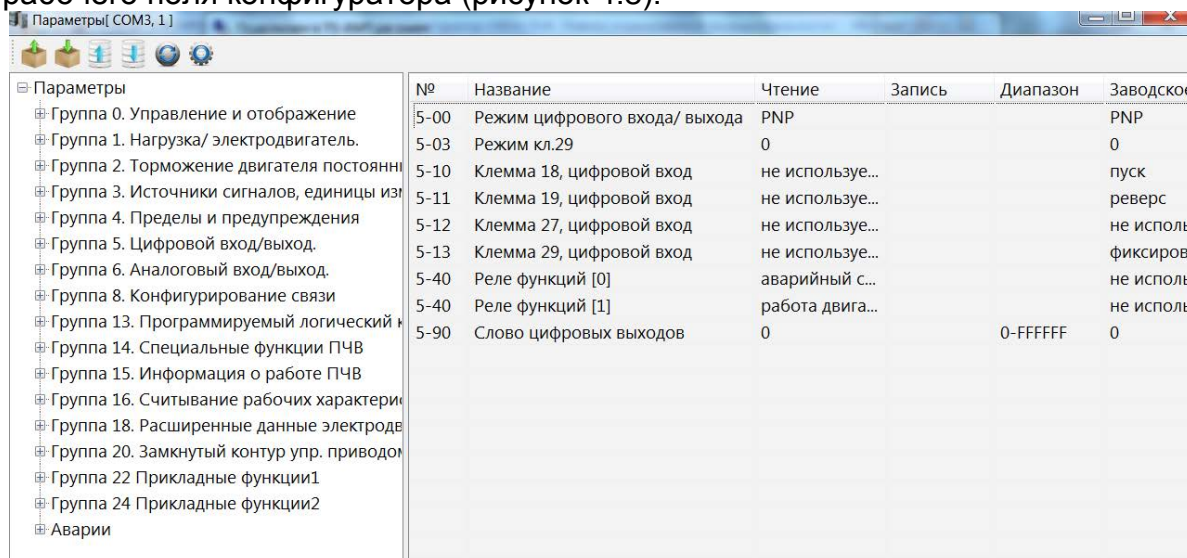 рабочего поля конфигуратора (рисунок 4.8).
Параметры[ COM3, 1 ]
Параметры
Группа 0. Управление и отображение
Группа 1. Нагрузка/ электродвигатель.
Группа 2. Торможение двигателя постоянн
Группа 3. Источники сигналов, единицы из
Группа 4. Пределы и предупреждения
Группа 5. Цифровой вход/выход.
Группа 6. Аналоговый вход/выход.
Группа 8. Конфигурирование связи
Группа 13. Программируемый логический к
Группа 14. Специальные функции ПЧВ
Группа 15. Информация о работе ПЧВ
Группа 16. Считывание рабочих характери
Группа 18. Расширенные данные электродв
Группа 20. Замкнутый контур упр. приводом
Группа 22 Прикладные функции1
Группа 24 Прикладные функции2
Аварии
№ Название Чтение Запись Диапазон Заводское
5-00 Режим цифрового входа/ выхода PNP PNP
5-03 Режим кл.29 0 0
5-10 Клемма 18, цифровой вход не используе... пуск
5-11 Клемма 19, цифровой вход не используе... реверс
5-12 Клемма 27, цифровой вход не используе... не исполь
5-13 Клемма 29, цифровой вход не используе... фиксиров
5-40 Реле функций [0] аварийный с... не исполь
5-40 Реле функций [1] работа двига... не исполь
5-90 Слово цифровых выходов 0 0-FFFFFF 0